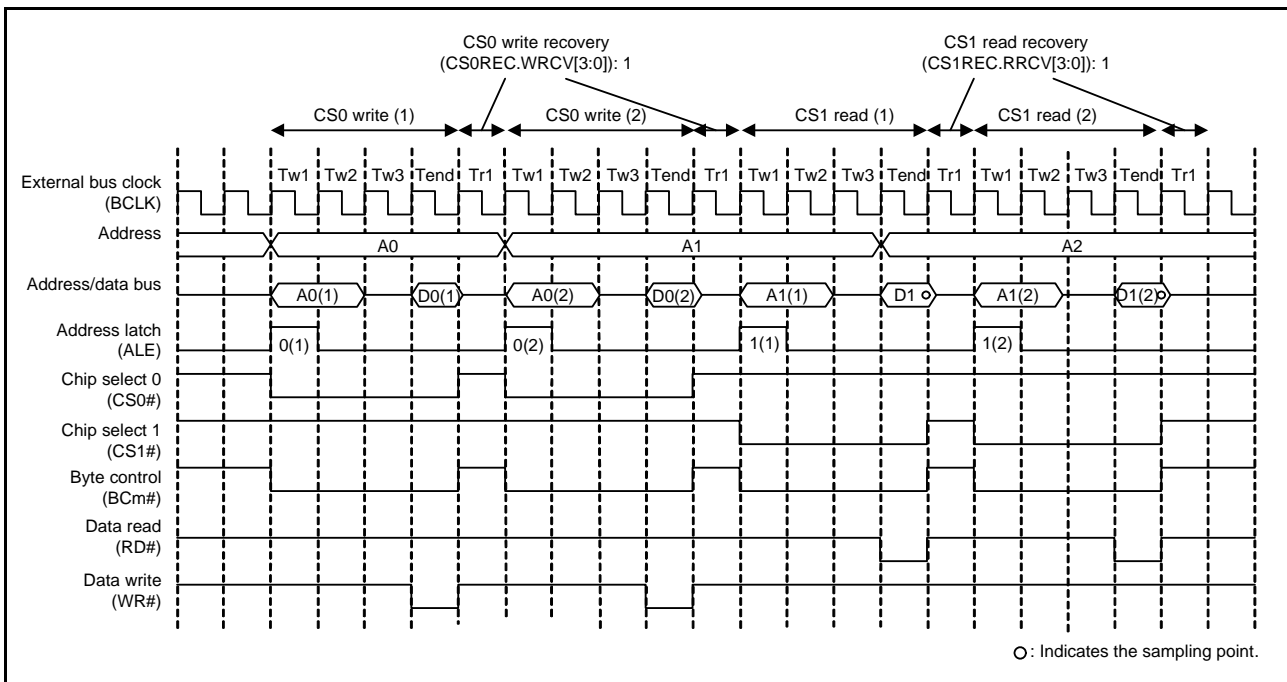 CS0 write recovery
(CS0REC.WRCV[3:0]): 1
CS1 read recovery
(CS1REC.RRCV[3:0]): 1
CS0 write (1)
CS0 write (2)
CS1 read (1)
CS1 read (2)
Tw1 Tw2 Tw3 Tend Tr1 Tw1 Tw2 Tw3 Tend Tr1 Tw1 Tw2 Tw3 Tend Tr1 Tw1 Tw2 Tw3 Tend Tr1
External bus clock
(BCLK)
Address
A0 A1 A2
Address/data bus
A0(1) D0(1) A0(2) D0(2) A1(1) D1 A1(2) D1(2)
Address latch
(ALE)
0(1) 0(2) 1(1) 1(2)
Chip select 0
(CS0#)
Chip select 1
(CS1#)
Byte control
(BCm#)
Data read
(RD#)
Data write
(WR#)
: Indicates the sampling point.